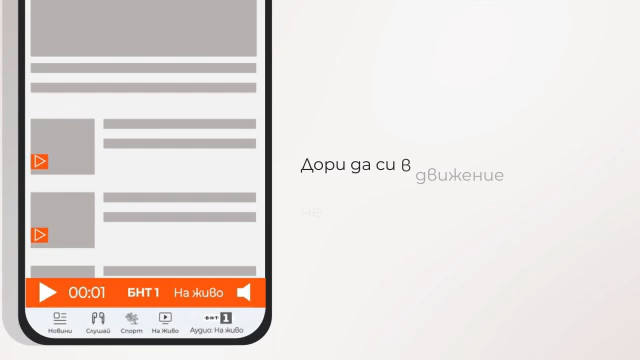 Дори да си в движение
не
00:01 БНТ 1 На живо
Новини Слушай Спорт На Живо Аудио: На живо
БНТ 1